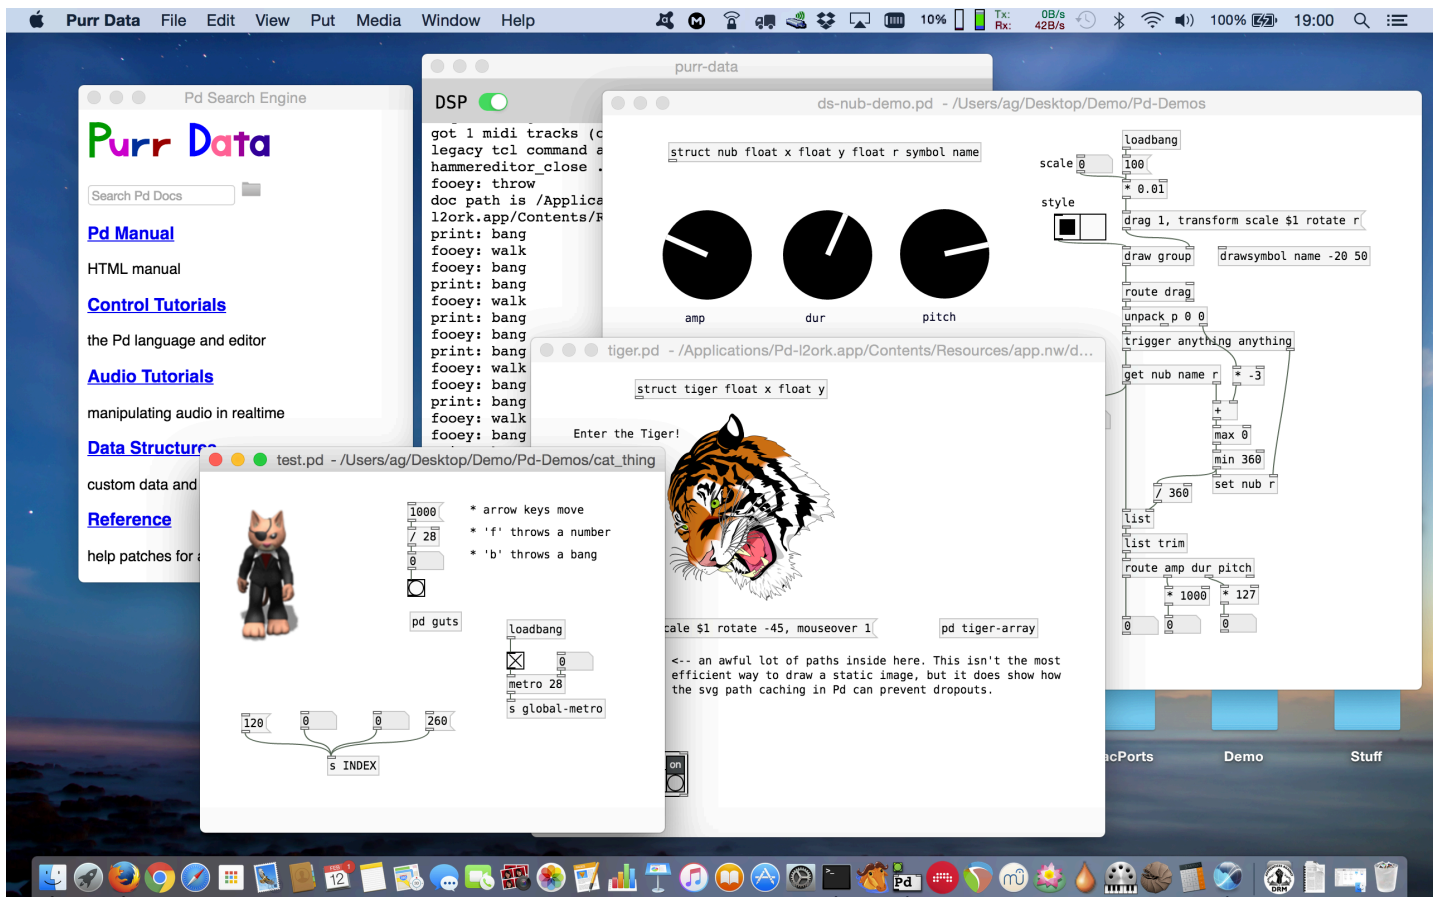 Purr Data File Edit View Put Media Window Help
10%
Tx: 0B/s
Rx: 42B/s
100% 19:00
Pd Search Engine
Purr Data
Search Pd Docs
Pd Manual
HTML manual
Control Tutorials
the Pd language and editor
Audio Tutorials
manipulating audio in realtime
Data Structures
custom data and
Reference
help patches for a
purr-data
DSP
got 1 midi tracks (c
legacy tcl command a
hammereditor_close .
fooey: throw
doc path is /Applica
l2ork.app/Contents/R
print: bang
fooey: walk
fooey: bang
print: bang
fooey: walk
print: bang
fooey: bang
print: bang
fooey: walk
fooey: bang
print: bang
fooey: walk
fooey: bang
ds-nub-demo.pd - /Users/ag/Desktop/Demo/Pd-Demos
struct nub float x float y float r symbol name
amp
dur
pitch
scale
0
style
loadbang
100
* 0.01
drag 1, transform scale $1 rotate r
draw group
drawsymbol name -20 50
route drag
unpack p 0 0
trigger anything anything
get nub name r
* -3
+
max 0
min 360
set nub r
/ 360
list
list trim
route amp dur pitch
* 1000
* 127
0
0
0
tiger.pd - /Applications/Pd-l2ork.app/Contents/Resources/app.nw/d...
struct tiger float x float y
Enter the Tiger!
cale $1 rotate -45, mouseover 1
pd tiger-array
<-- an awful lot of paths inside here. This isn't the most
efficient way to draw a static image, but it does show how
the svg path caching in Pd can prevent dropouts.
on
test.pd - /Users/ag/Desktop/Demo/Pd-Demos/cat_thing
1000
/ 28
0
* arrow keys move
* 'f' throws a number
* 'b' throws a bang
pd guts
loadbang
0
metro 28
s global-metro
120
0
0
260
s INDEX
acPorts
Demo
Stuff
12
Pd
mü
DRM